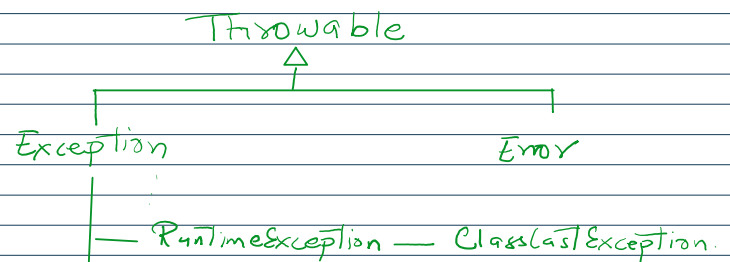 Throwable
Exception Error
RuntimeException — ClassCastException.